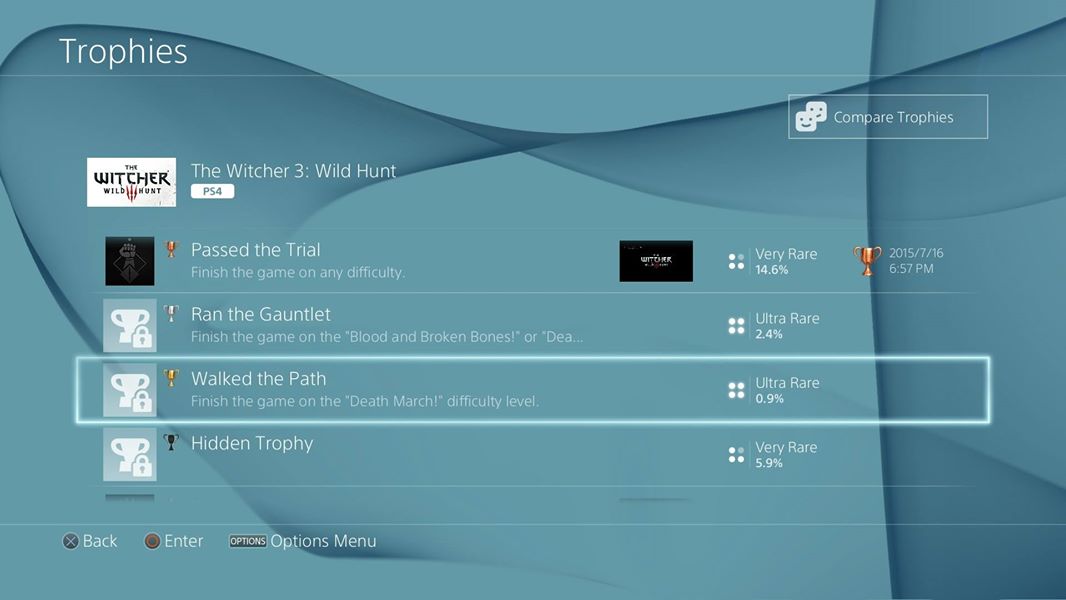 Trophies
Compare Trophies
THE
WITCHER
WILD HUNT
The Witcher 3: Wild Hunt
PS4
Passed the Trial
Finish the game on any difficulty.
WITCHER
Very Rare
14.6%
2015/7/16
6:57 PM
Ran the Gauntlet
Finish the game on the "Blood and Broken Bones!" or "Dea...
Ultra Rare
2.4%
Walked the Path
Finish the game on the "Death March!" difficulty level.
Ultra Rare
0.9%
Hidden Trophy
Very Rare
5.9%
Back
Enter
OPTIONS Options Menu